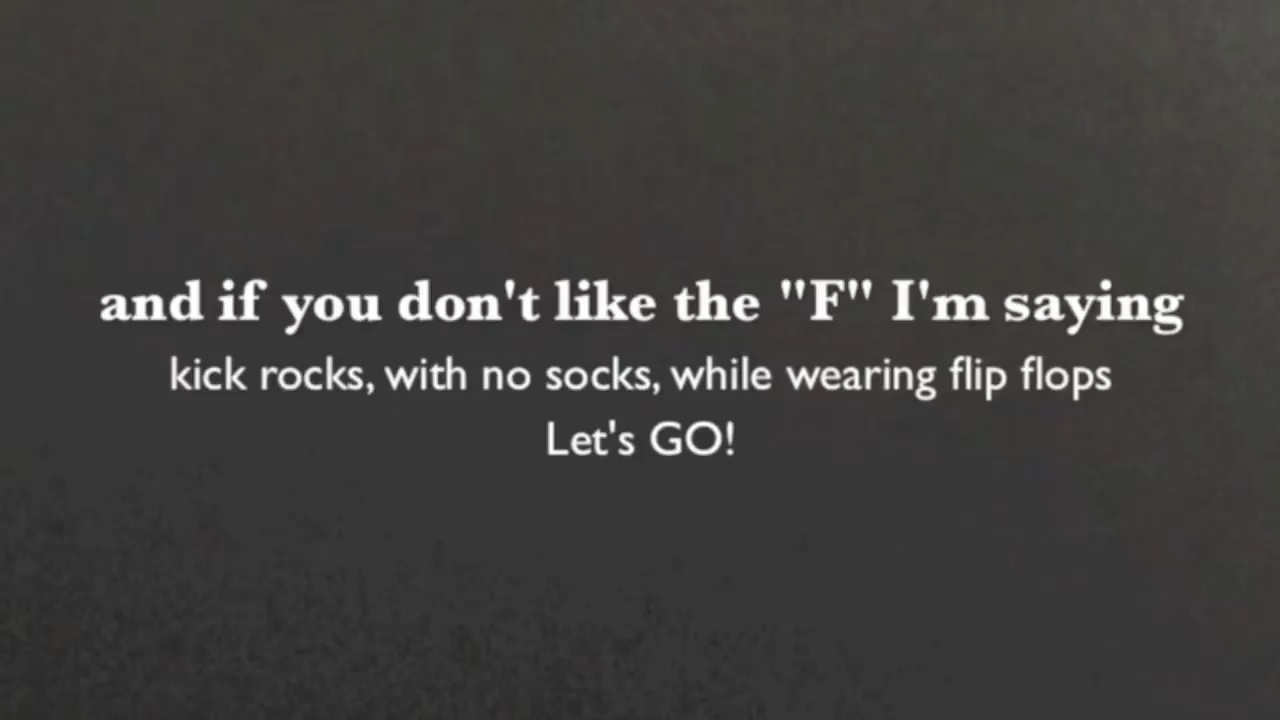 and if you don't like the "F" I'm saying
kick rocks, with no socks, while wearing flip flops
Let's GO!